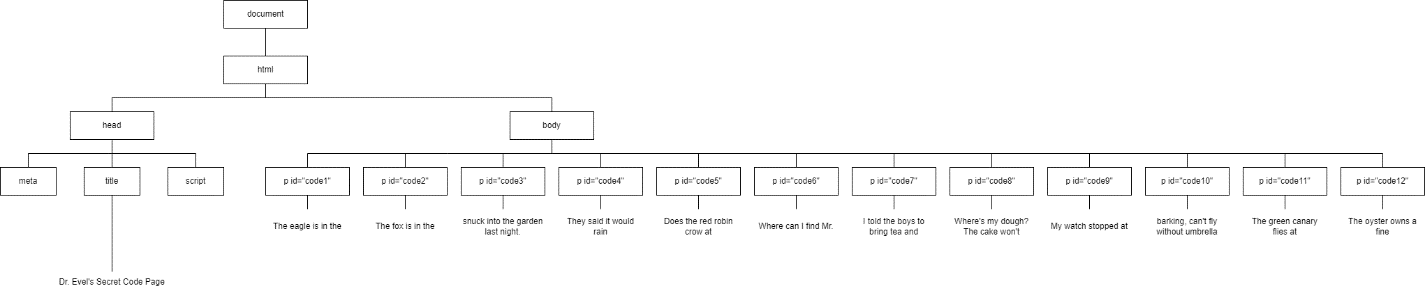 document
html
head
body
meta
title
script
p id="code1"
p id="code2"
p id="code3"
p id="code4"
p id="code5"
p id="code6"
p id="code7"
p id="code8"
p id="code9"
p id="code10"
p id="code11"
p id="code12"
The eagle is in the
The fox is in the
snuck into the garden
last night.
They said it would
rain
Does the red robin
crow at
Where can I find Mr.
I told the boys to
bring tea and
Where's my dough?
The cake won't
My watch stopped at
barking, can't fly
without umbrella
The green canary
flies at
The oyster owns a
fine
Dr. Evel's Secret Code Page